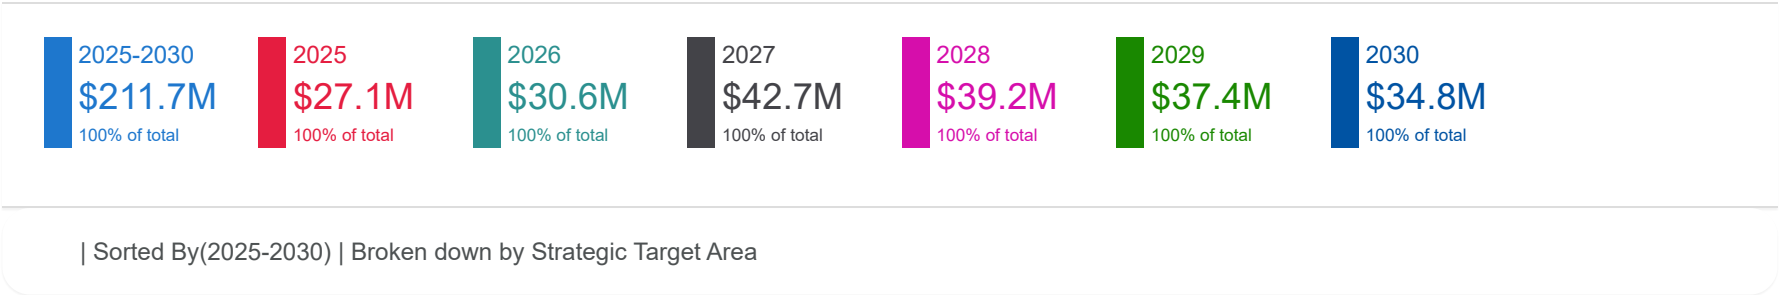 2025-2030 2025 2026 2027 2028 2029 2030
$211.7M $27.1M $30.6M $42.7M $39.2M $37.4M $34.8M
100% of total 100% of total 100% of total 100% of total 100% of total 100% of total 100% of total
| Sorted By(2025-2030) | Broken down by Strategic Target Area